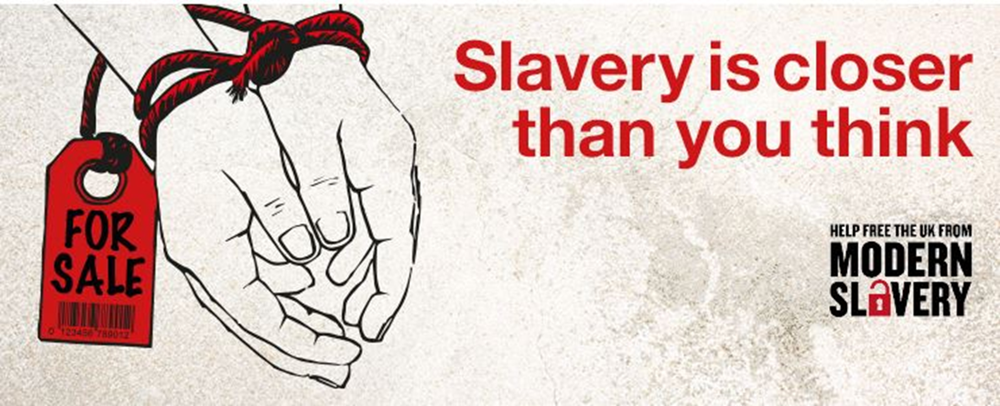 Slavery is closer
than you think
FOR
SALE
0 123456 789012
HELP FREE THE UK FROM
MODERN
SLAVERY